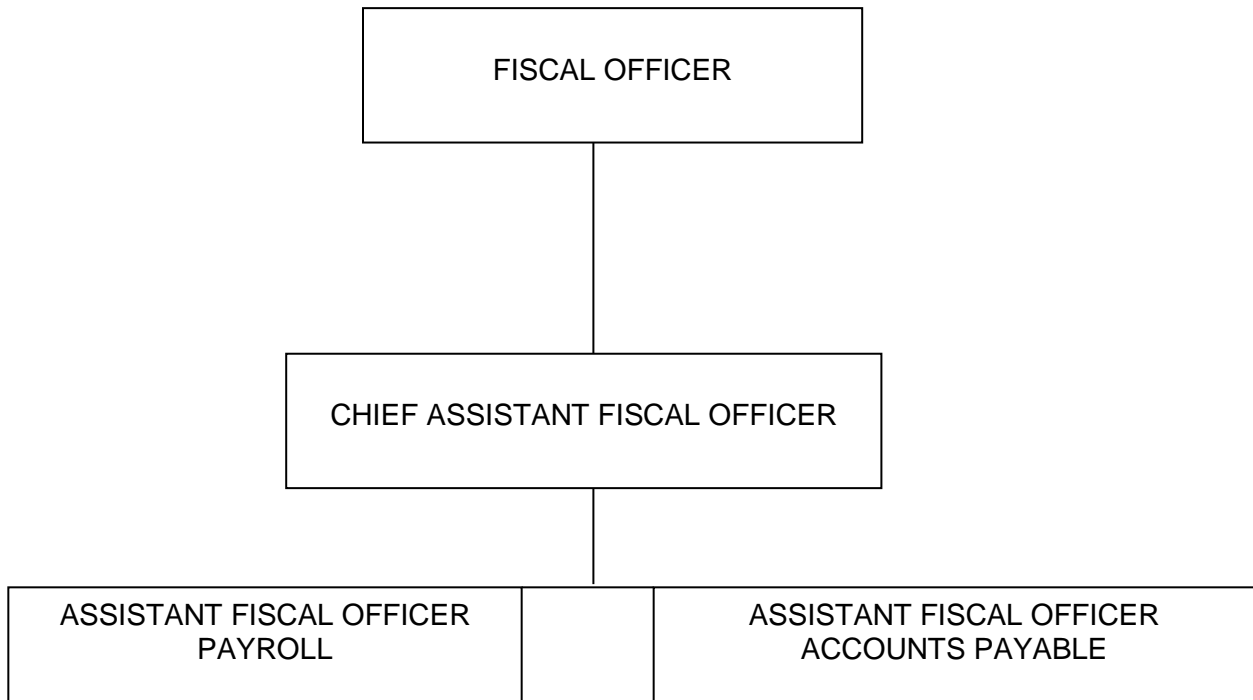 FISCAL OFFICER
CHIEF ASSISTANT FISCAL OFFICER
ASSISTANT FISCAL OFFICER
PAYROLL
ASSISTANT FISCAL OFFICER
ACCOUNTS PAYABLE